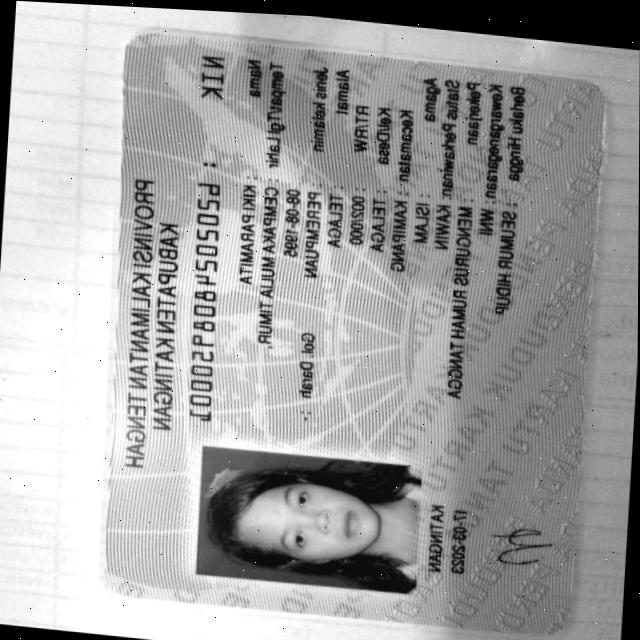 PROVINSI KALIMANTAN TENGAH
KABUPATEN KATINGAN
NIK : 6202024808950001
Nama : KIKI PARAMITA
Tempat/Tgl Lahir : CEMPAKA MULIA TIMUR
08-08-1995
Jenis kelamin : PEREMPUAN Gol. Darah : -
Alamat : TELAGA
RT/RW : 002/000
Kel/Desa : TELAGA
Kecamatan : KAMIPANG
Agama : ISLAM
Status Perkawinan : KAWIN
Pekerjaan : MENGURUS RUMAH TANGGA
Kewarganegaraan : WNI
Berlaku Hingga : SEUMUR HIDUP
KATINGAN
17-03-2023